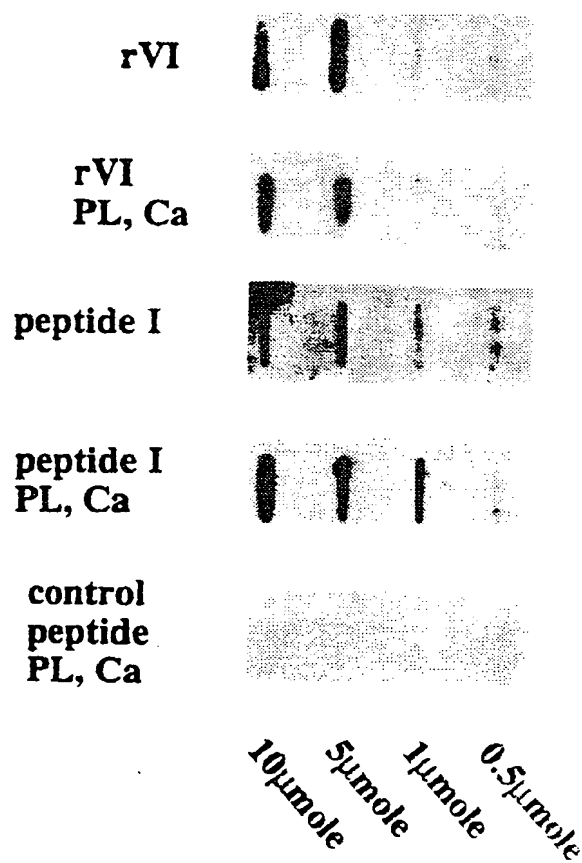 rVI
rVI
PL, Ca
peptide I
peptide I
PL, Ca
control
peptide
PL, Ca
10μmole
5μmole
1μmole
0.5μmole